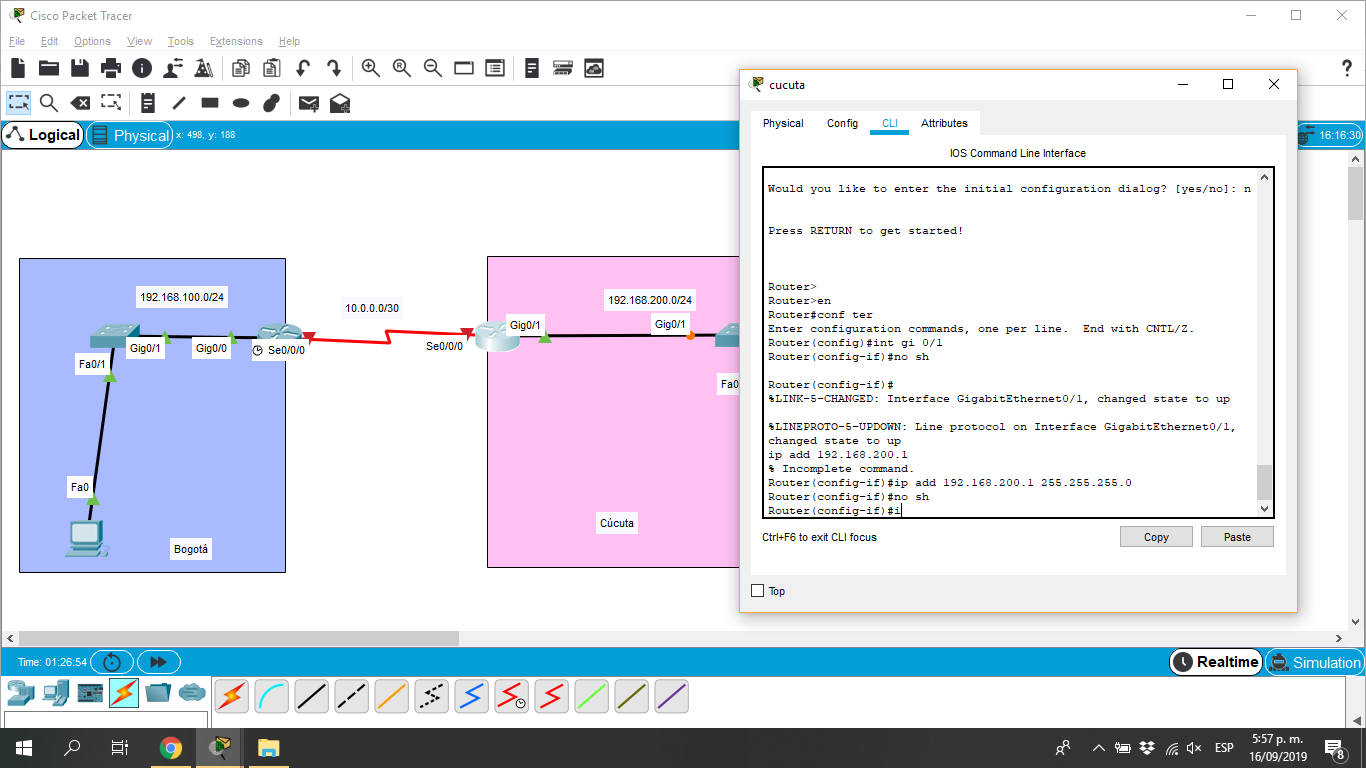 Cisco Packet Tracer
File Edit Options View Tools Extensions Help
Logical
Physical
x: 498, y: 188
16:16:30
192.168.100.0/24
Gig0/1
Gig0/0
Se0/0/0
Fa0/1
Fa0
Bogotá
10.0.0.0/30
Se0/0/0
Gig0/1
192.168.200.0/24
Gig0/1
Fa0
Cúcuta
cucuta
Physical Config CLI Attributes
IOS Command Line Interface
Would you like to enter the initial configuration dialog? [yes/no]: n
Press RETURN to get started!
Router>
Router>en
Router#conf ter
Enter configuration commands, one per line.  End with CNTL/Z.
Router(config)#int gi 0/1
Router(config-if)#no sh
Router(config-if)#
%LINK-5-CHANGED: Interface GigabitEthernet0/1, changed state to up
%LINEPROTO-5-UPDOWN: Line protocol on Interface GigabitEthernet0/1,
changed state to up
ip add 192.168.200.1
% Incomplete command.
Router(config-if)#ip add 192.168.200.1 255.255.255.0
Router(config-if)#no sh
Router(config-if)#i
Ctrl+F6 to exit CLI focus
Copy
Paste
Top
Time: 01:26:54
Realtime
Simulation
ESP
5:57 p. m.
16/09/2019
8